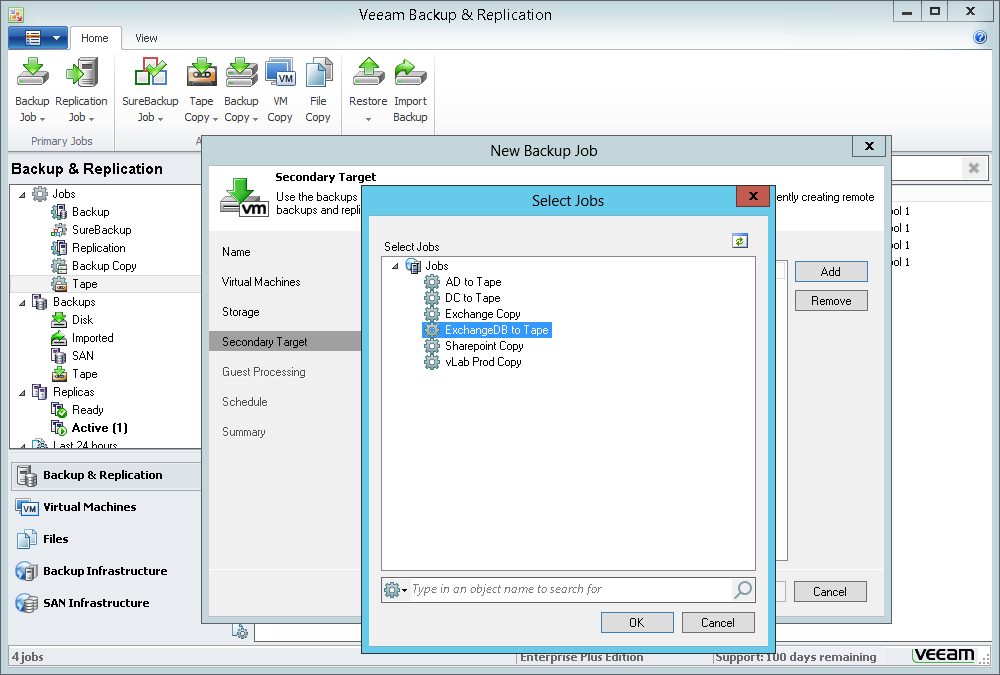 Veeam Backup & Replication
Home
View
Backup Job
Replication Job
SureBackup Job
Tape Copy
Backup Copy
VM Copy
File Copy
Restore
Import Backup
Primary Jobs
Backup & Replication
Jobs
Backup
SureBackup
Replication
Backup Copy
Tape
Backups
Disk
Imported
SAN
Tape
Replicas
Ready
Active (1)
Last 24 hours
Backup & Replication
Virtual Machines
Files
Backup Infrastructure
SAN Infrastructure
New Backup Job
Secondary Target
Use the backups
ently creating remote
backups and repli
vm
Name
Virtual Machines
Storage
Secondary Target
Guest Processing
Schedule
Summary
Add
Remove
Cancel
ool 1
ool 1
ool 1
ool 1
Select Jobs
Select Jobs
Jobs
AD to Tape
DC to Tape
Exchange Copy
ExchangeDB to Tape
Sharepoint Copy
vLab Prod Copy
Type in an object name to search for
OK
Cancel
4 jobs
Enterprise Plus Edition
Support: 100 days remaining
veeam